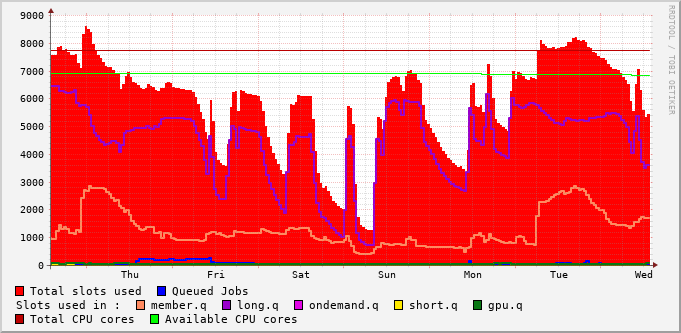 9000
8000
7000
6000
5000
4000
3000
2000
1000
0
Thu Fri Sat Sun Mon Tue Wed
RRDTOOL / TOBI OETIKER
Total slots used Queued Jobs
Slots used in : member.q long.q ondemand.q short.q gpu.q
Total CPU cores Available CPU cores